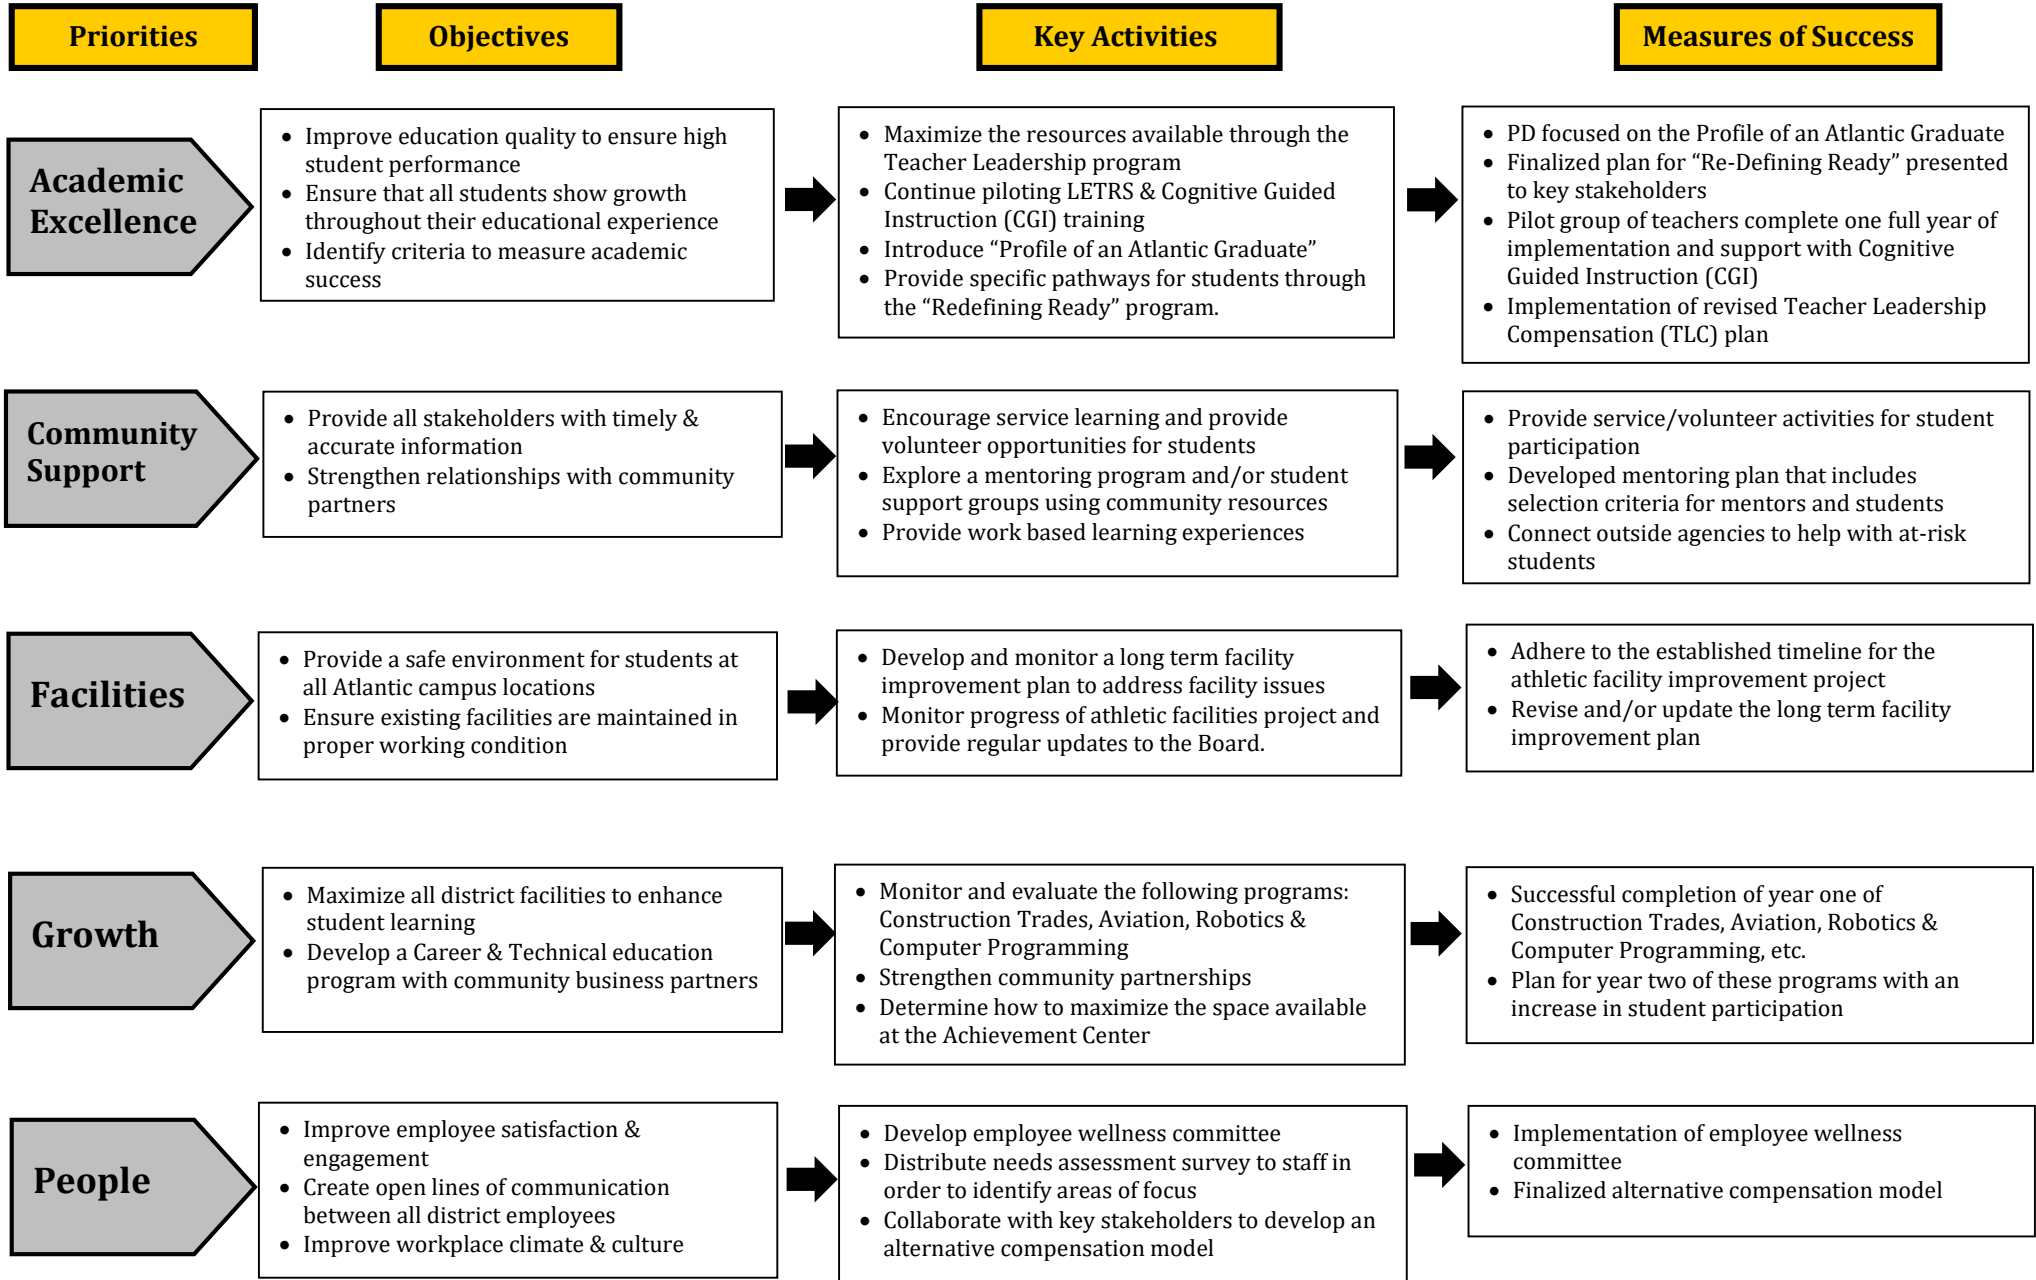 Priorities
Objectives
Key Activities
Measures of Success
Academic
Excellence
• Improve education quality to ensure high
student performance
• Ensure that all students show growth
throughout their educational experience
• Identify criteria to measure academic
success
• Maximize the resources available through the
Teacher Leadership program
• Continue piloting LETRS & Cognitive Guided
Instruction (CGI) training
• Introduce “Profile of an Atlantic Graduate”
• Provide specific pathways for students through
the “Redefining Ready” program.
• PD focused on the Profile of an Atlantic Graduate
• Finalized plan for “Re-Defining Ready” presented
to key stakeholders
• Pilot group of teachers complete one full year of
implementation and support with Cognitive
Guided Instruction (CGI)
• Implementation of revised Teacher Leadership
Compensation (TLC) plan
Community
Support
• Provide all stakeholders with timely &
accurate information
• Strengthen relationships with community
partners
• Encourage service learning and provide
volunteer opportunities for students
• Explore a mentoring program and/or student
support groups using community resources
• Provide work based learning experiences
• Provide service/volunteer activities for student
participation
• Developed mentoring plan that includes
selection criteria for mentors and students
• Connect outside agencies to help with at-risk
students
Facilities
• Provide a safe environment for students at
all Atlantic campus locations
• Ensure existing facilities are maintained in
proper working condition
• Develop and monitor a long term facility
improvement plan to address facility issues
• Monitor progress of athletic facilities project and
provide regular updates to the Board.
• Adhere to the established timeline for the
athletic facility improvement project
• Revise and/or update the long term facility
improvement plan
Growth
• Maximize all district facilities to enhance
student learning
• Develop a Career & Technical education
program with community business partners
• Monitor and evaluate the following programs:
Construction Trades, Aviation, Robotics &
Computer Programming
• Strengthen community partnerships
• Determine how to maximize the space available
at the Achievement Center
• Successful completion of year one of
Construction Trades, Aviation, Robotics &
Computer Programming, etc.
• Plan for year two of these programs with an
increase in student participation
People
• Improve employee satisfaction &
engagement
• Create open lines of communication
between all district employees
• Improve workplace climate & culture
• Develop employee wellness committee
• Distribute needs assessment survey to staff in
order to identify areas of focus
• Collaborate with key stakeholders to develop an
alternative compensation model
• Implementation of employee wellness
committee
• Finalized alternative compensation model